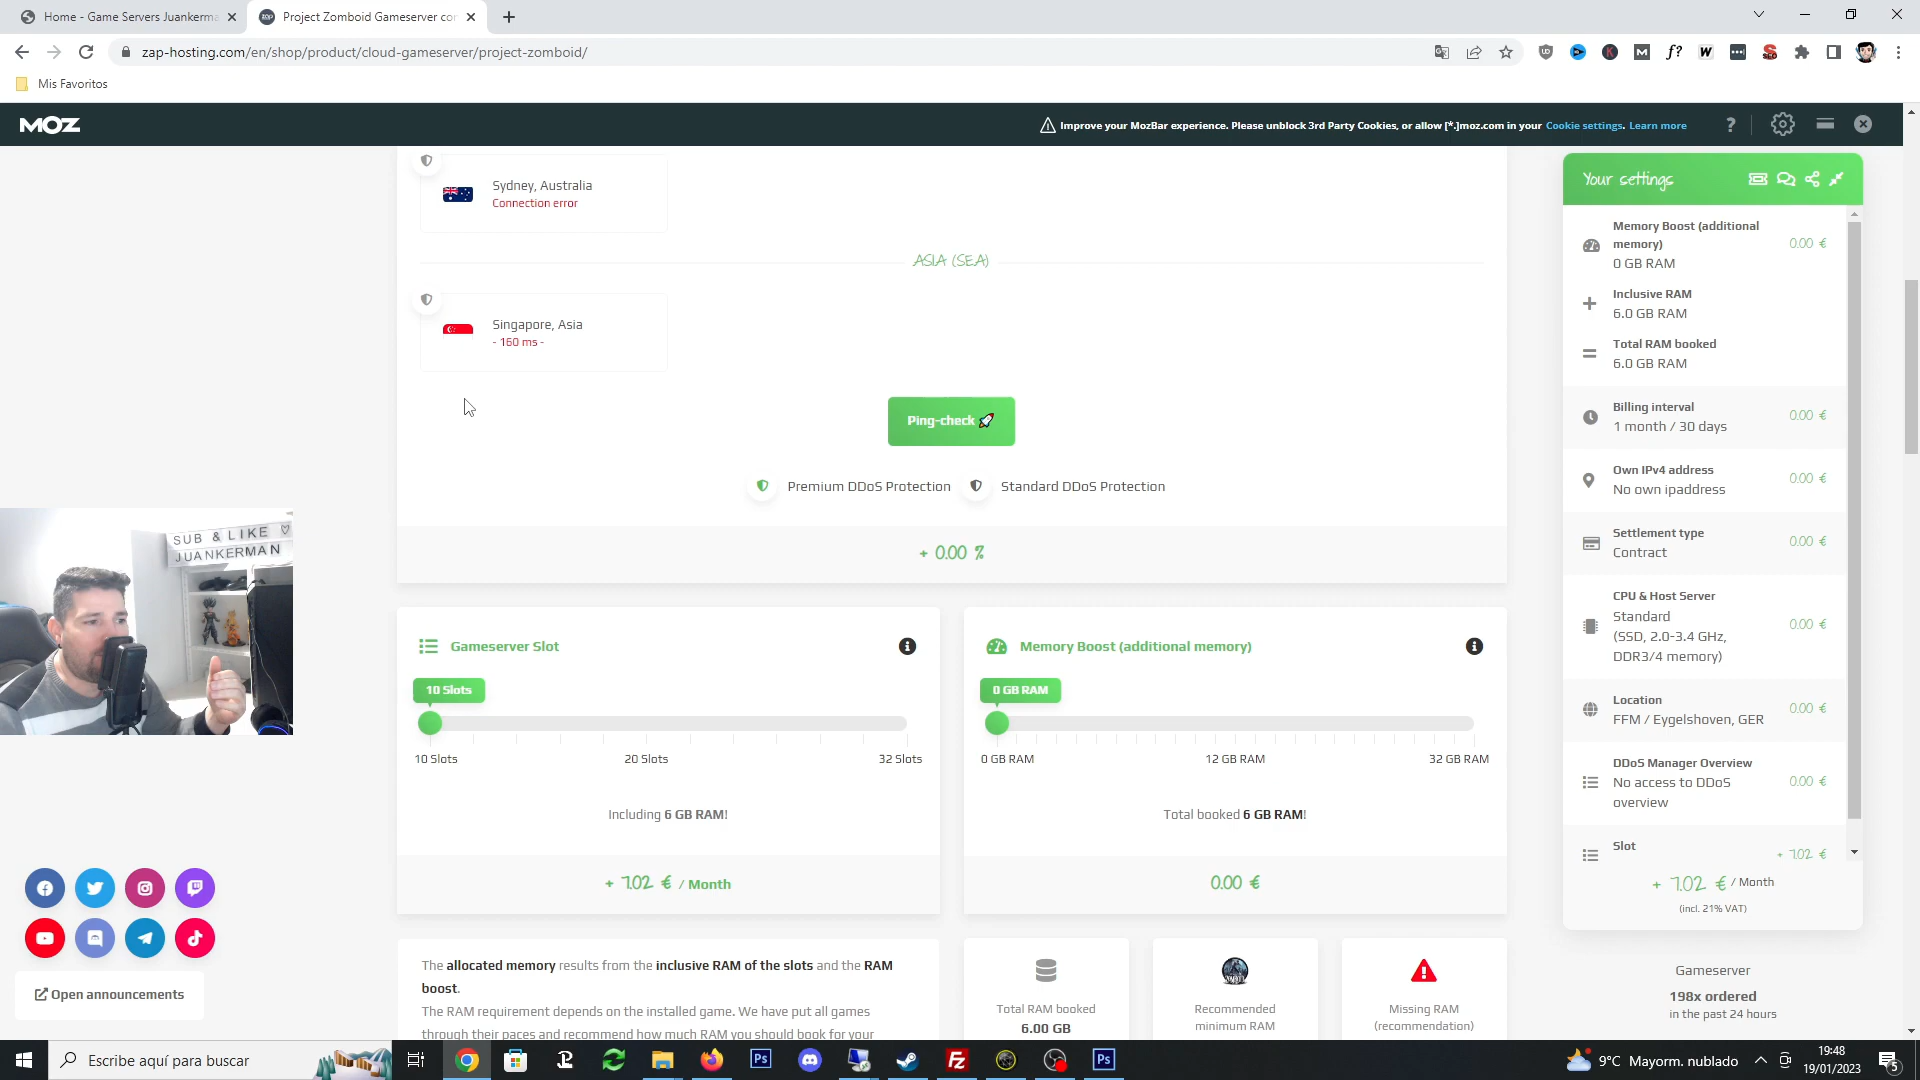 Home - Game Servers Juankerma
Project Zomboid Gameserver con
zap-hosting.com/en/shop/product/cloud-gameserver/project-zomboid/
Mis Favoritos
MOZ
Improve your MozBar experience. Please unblock 3rd Party Cookies, or allow [*.]moz.com in your Cookie settings. Learn more
Sydney, Australia
Connection error
ASIA (SEA)
Singapore, Asia
- 160 ms -
Ping-check
Premium DDoS Protection
Standard DDoS Protection
+ 0.00 %
SUB & LIKE ♡
JUANKERMAN
Gameserver Slot
10 Slots
10 Slots
20 Slots
32 Slots
Including 6 GB RAM!
+ 7.02 € / Month
Memory Boost (additional memory)
0 GB RAM
0 GB RAM
12 GB RAM
32 GB RAM
Total booked 6 GB RAM!
0.00 €
The allocated memory results from the inclusive RAM of the slots and the RAM
boost.
The RAM requirement depends on the installed game. We have put all games
through their paces and recommend how much RAM you should book for your
Total RAM booked
6.00 GB
Recommended
minimum RAM
Missing RAM
(recommendation)
Open announcements
Your settings
Memory Boost (additional
memory)
0 GB RAM
0.00 €
Inclusive RAM
6.0 GB RAM
Total RAM booked
6.0 GB RAM
Billing interval
1 month / 30 days
0.00 €
Own IPv4 address
No own ipaddress
0.00 €
Settlement type
Contract
0.00 €
CPU & Host Server
Standard
(SSD, 2.0-3.4 GHz,
DDR3/4 memory)
0.00 €
Location
FFM / Eygelshoven, GER
0.00 €
DDoS Manager Overview
No access to DDoS
overview
0.00 €
Slot
+ 7.02 €
+ 7.02 € / Month
(incl. 21% VAT)
Gameserver
198x ordered
in the past 24 hours
Escribe aquí para buscar
9°C Mayorm. nublado
19:48
19/01/2023
5